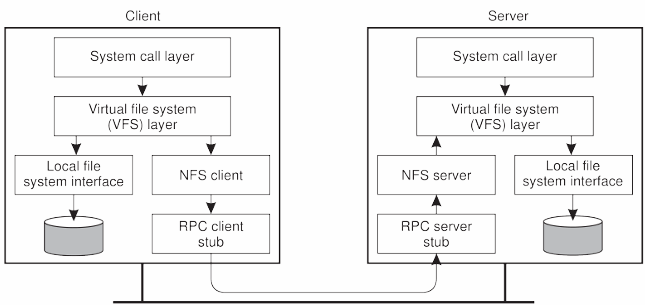 Client
System call layer
Virtual file system
(VFS) layer
Local file
system interface
NFS client
RPC client
stub
Server
System call layer
Virtual file system
(VFS) layer
NFS server
Local file
system interface
RPC server
stub